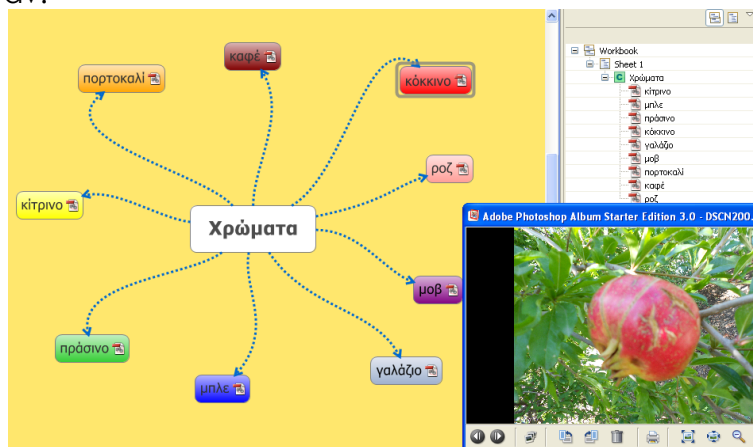 καφέ
πορτοκαλί
κόκκινο
ροζ
κίτρινο
Χρώματα
μοβ
πράσινο
γαλάζιο
μπλε
Workbook
Sheet 1
C Χρώματα
κίτρινο
μπλε
πράσινο
κόκκινο
γαλάζιο
μοβ
πορτοκαλί
καφέ
ροζ
Adobe Photoshop Album Starter Edition 3.0 - DSCN200.